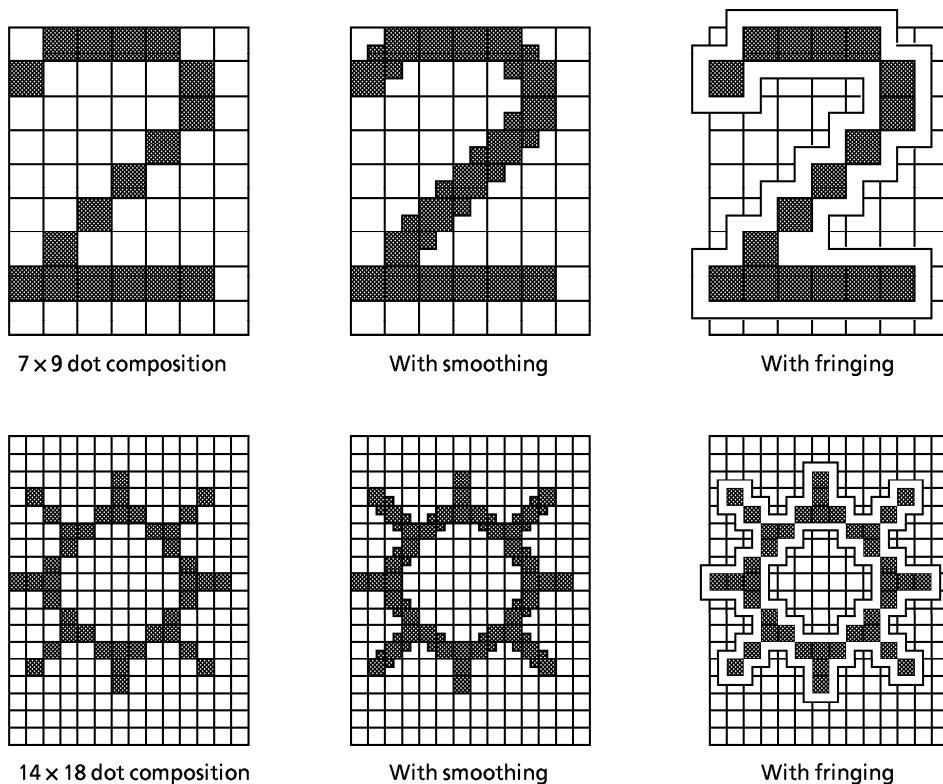 7 × 9 dot composition
With smoothing
With fringing
14 × 18 dot composition
With smoothing
With fringing